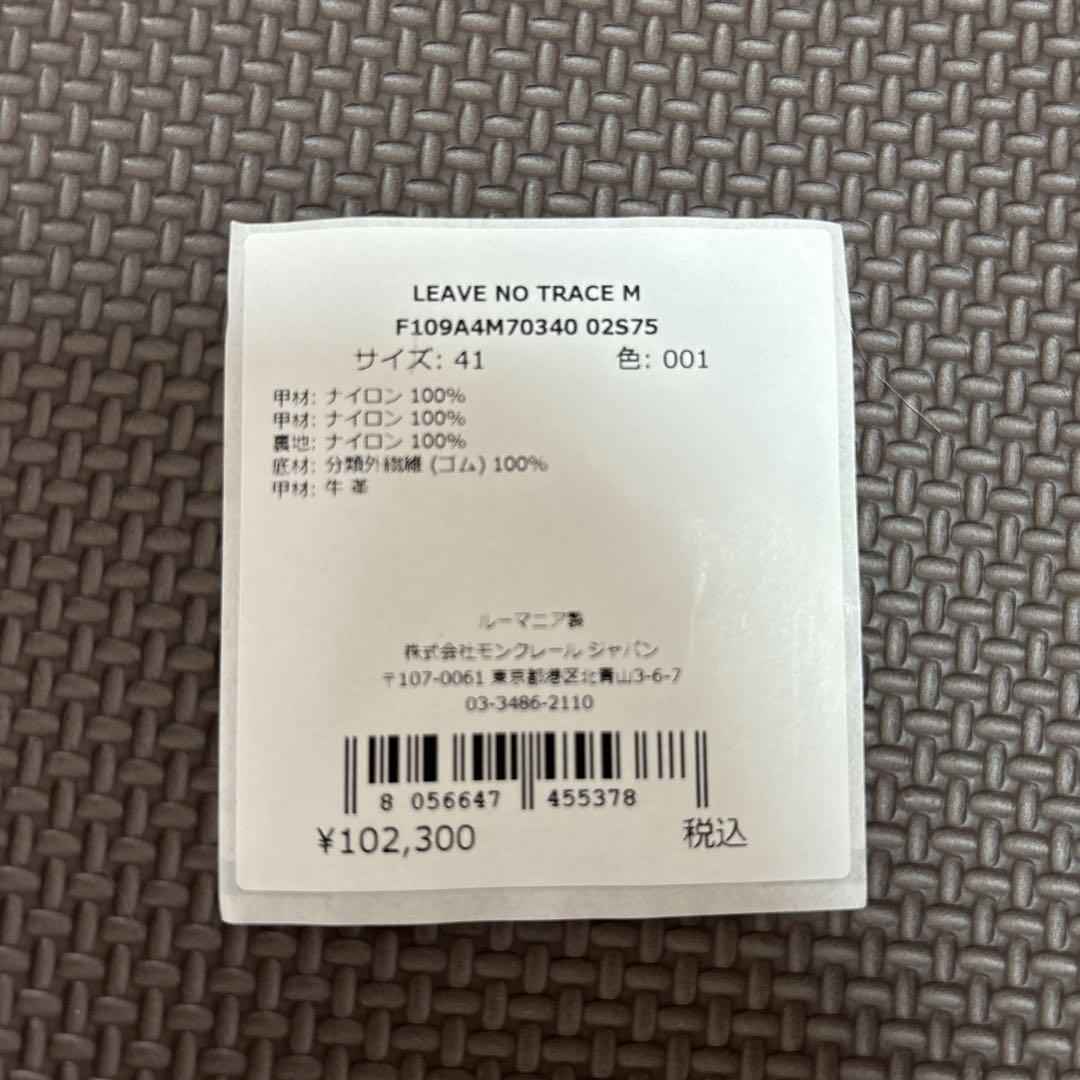 LEAVE NO TRACE M
F109A4M70340 02S75
サイズ: 41 色: 001
甲材: ナイロン 100%
甲材: ナイロン 100%
裏地: ナイロン 100%
底材: 分類外繊維 (ゴム) 100%
甲材: 牛 革
ルーマニア製
株式会社モンクレール ジャパン
〒107-0061 東京都港区北青山3-6-7
03-3486-2110
8 056647 455378
¥102,300 税込